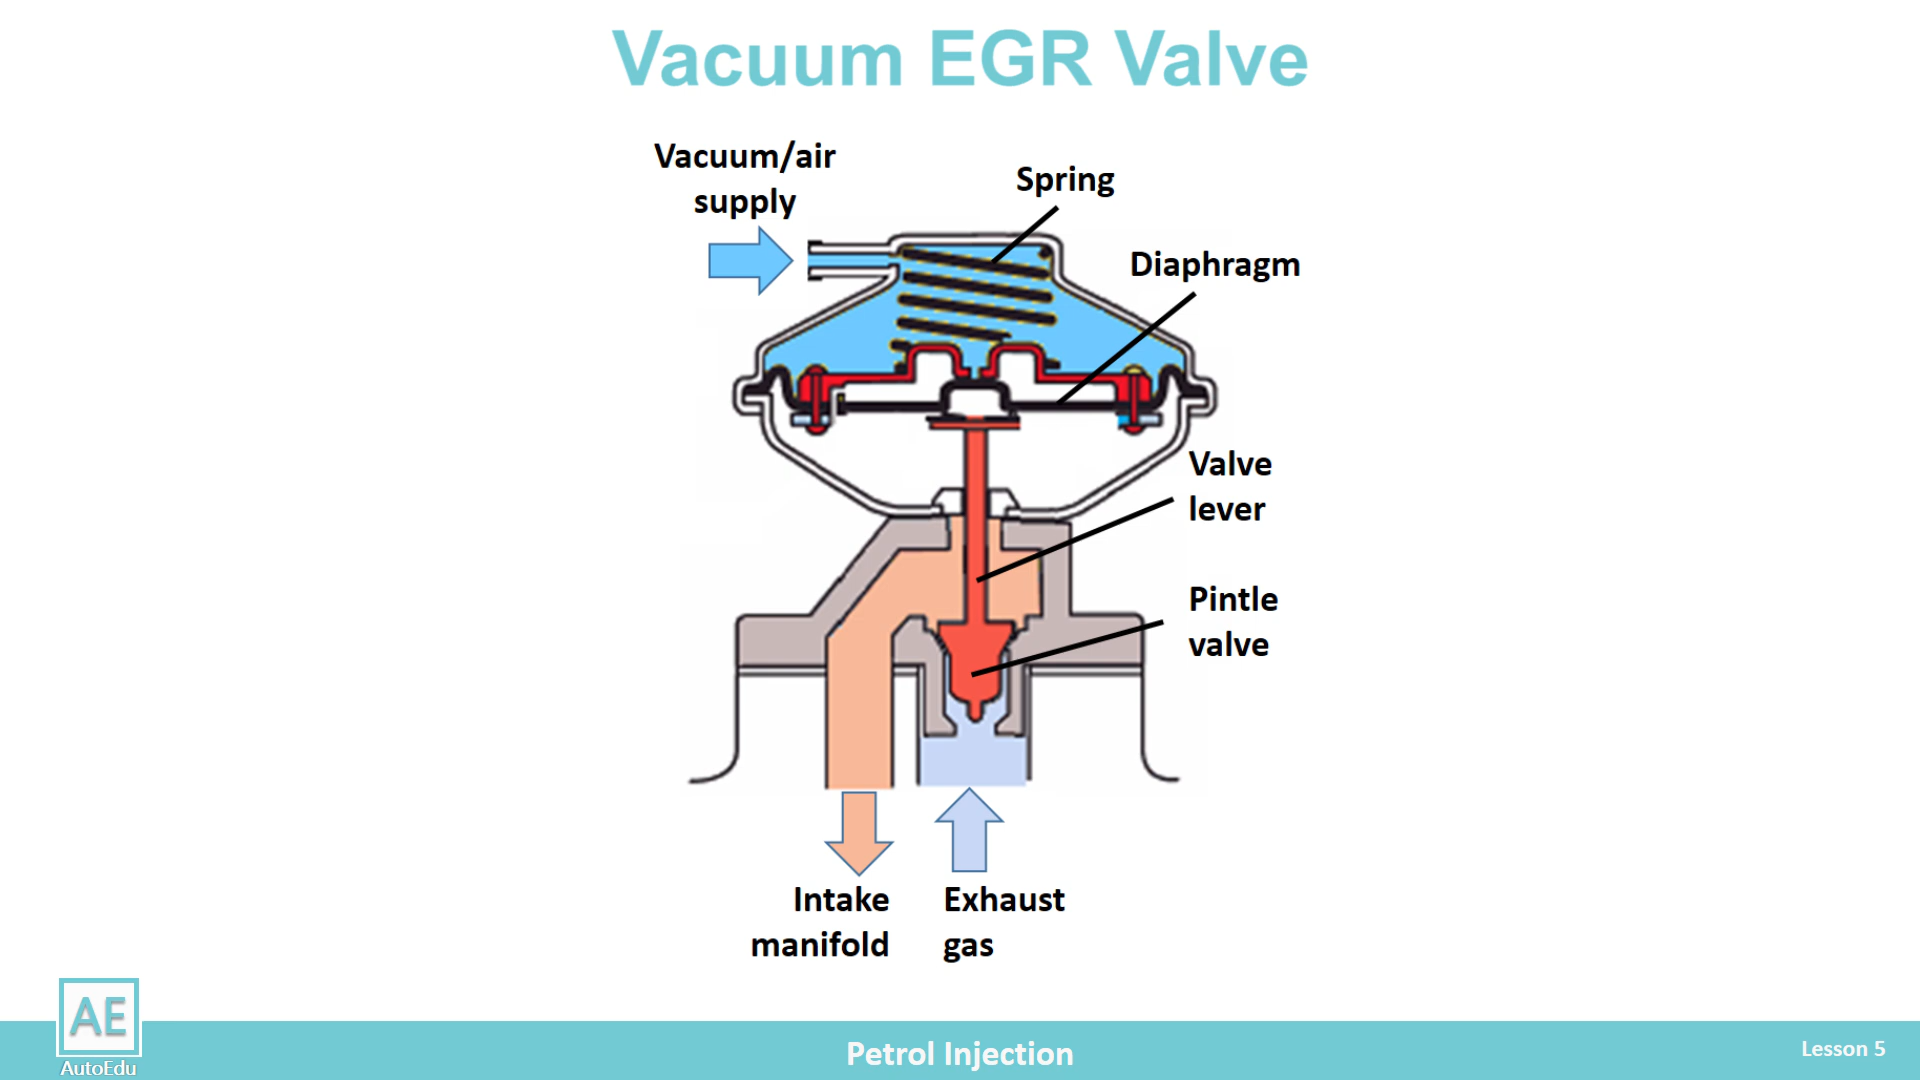 Vacuum EGR Valve
Vacuum/air
supply
Spring
Diaphragm
Valve
lever
Pintle
valve
Intake
manifold
Exhaust
gas
AE
AutoEdu
Petrol Injection
Lesson 5